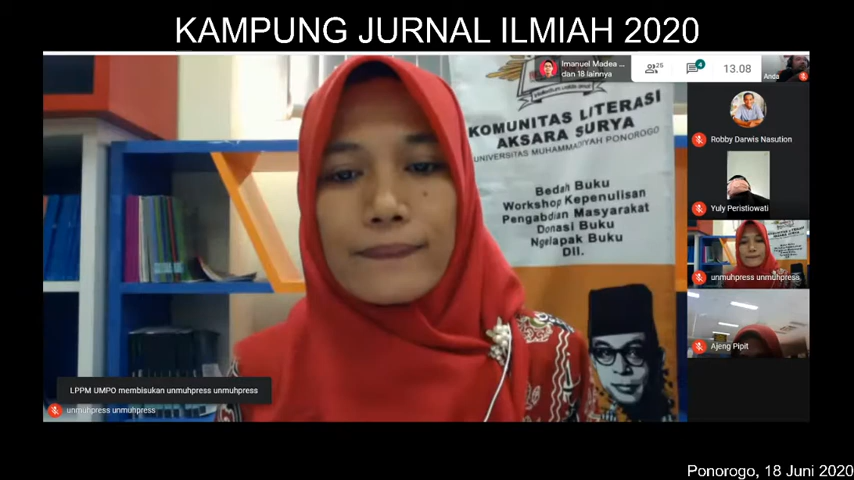 KAMPUNG JURNAL ILMIAH 2020
Imanuel Madea ...
dan 18 lainnya
25
4
13.08
Anda
KOMUNITAS LITERASI
AKSARA SURYA
UNIVERSITAS MUHAMMADIYAH PONOROGO
Bedah Buku
Workshop Kepenulisan
Pengabdian Masyarakat
Donasi Buku
Ngelapak Buku
Dll.
Robby Darwis Nasution
Yuly Peristiowati
unmuhpress unmuhpress
Ajeng Pipit
LPPM UMPO membisukan unmuhpress unmuhpress
unmuhpress unmuhpress
Ponorogo, 18 Juni 2020